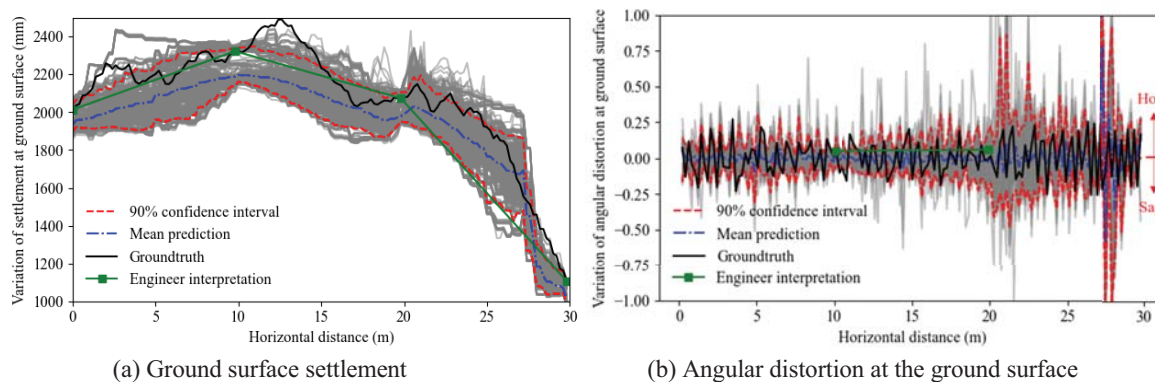 Variation of settlement at ground surface (mm)
2400
2200
2000
1800
1600
1400
1200
1000
90% confidence interval
Mean prediction
Groundtruth
Engineer interpretation
0
5
10
15
20
25
30
Horizontal distance (m)
(a) Ground surface settlement
Variation of angular distortion at ground surface
1.00
0.75
0.50
0.25
0.00
−0.25
−0.50
−0.75
−1.00
Ho
Sa
90% confidence interval
Mean prediction
Groundtruth
Engineer interpretation
0
5
10
15
20
25
30
Horizontal distance (m)
(b) Angular distortion at the ground surface